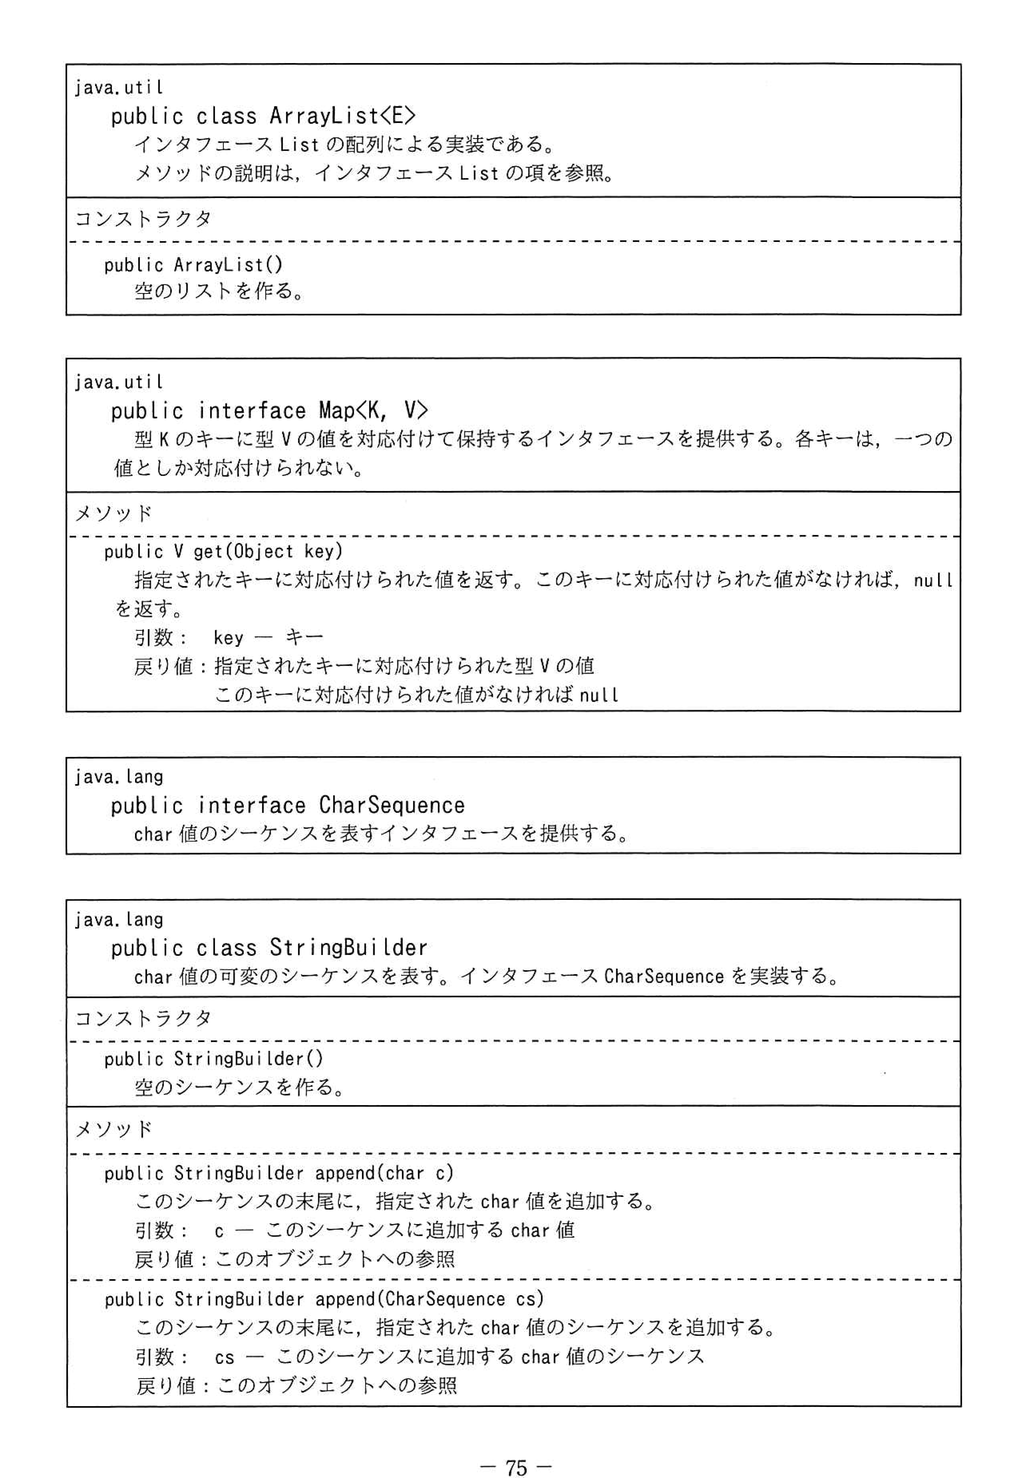 java.util
public class ArrayList<E>
インタフェース List の配列による実装である。
メソッドの説明は，インタフェース List の項を参照。
コンストラクタ
public ArrayList()
空のリストを作る。
java.util
public interface Map<K, V>
型 K のキーに型 V の値を対応付けて保持するインタフェースを提供する。各キーは，一つの
値としか対応付けられない。
メソッド
public V get(Object key)
指定されたキーに対応付けられた値を返す。このキーに対応付けられた値がなければ，null
を返す。
引数： key ― キー
戻り値：指定されたキーに対応付けられた型 V の値
このキーに対応付けられた値がなければ null
java.lang
public interface CharSequence
char 値のシーケンスを表すインタフェースを提供する。
java.lang
public class StringBuilder
char 値の可変のシーケンスを表す。インタフェース CharSequence を実装する。
コンストラクタ
public StringBuilder()
空のシーケンスを作る。
メソッド
public StringBuilder append(char c)
このシーケンスの末尾に，指定された char 値を追加する。
引数： c ― このシーケンスに追加する char 値
戻り値：このオブジェクトへの参照
public StringBuilder append(CharSequence cs)
このシーケンスの末尾に，指定された char 値のシーケンスを追加する。
引数： cs ― このシーケンスに追加する char 値のシーケンス
戻り値：このオブジェクトへの参照
― 75 ―